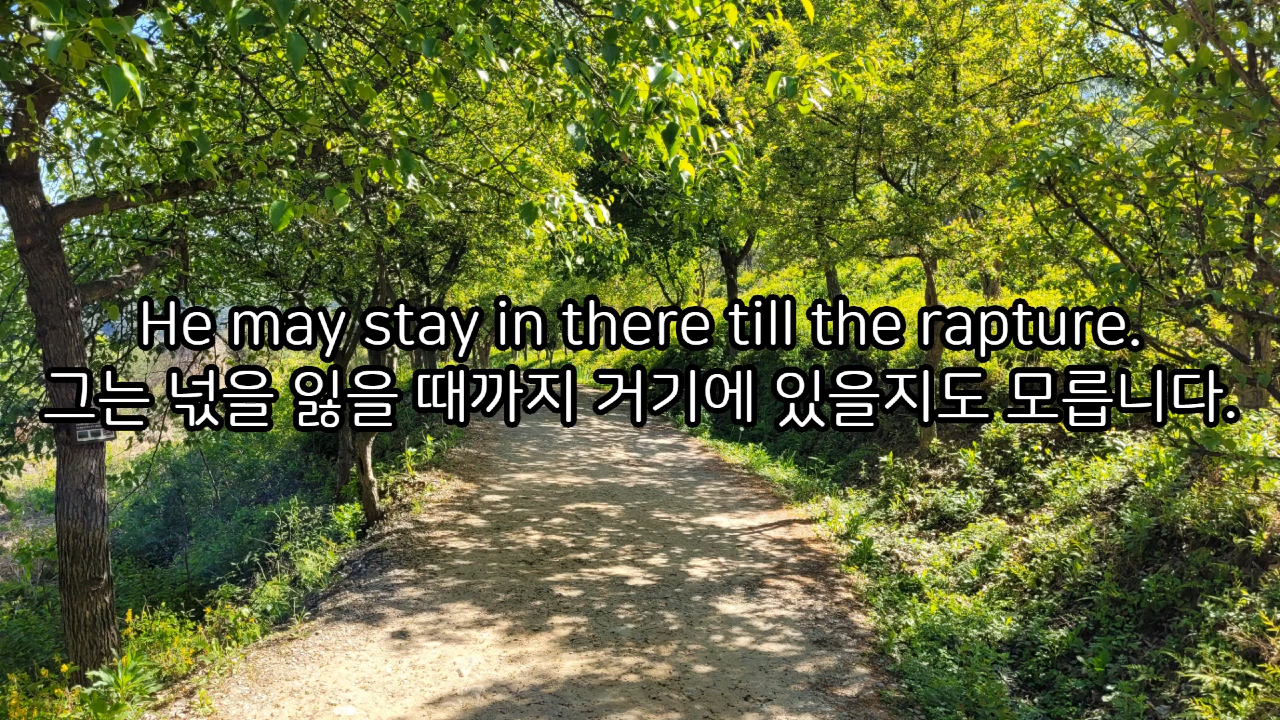 He may stay in there till the rapture.
그는 넋을 잃을 때까지 거기에 있을지도 모릅니다.